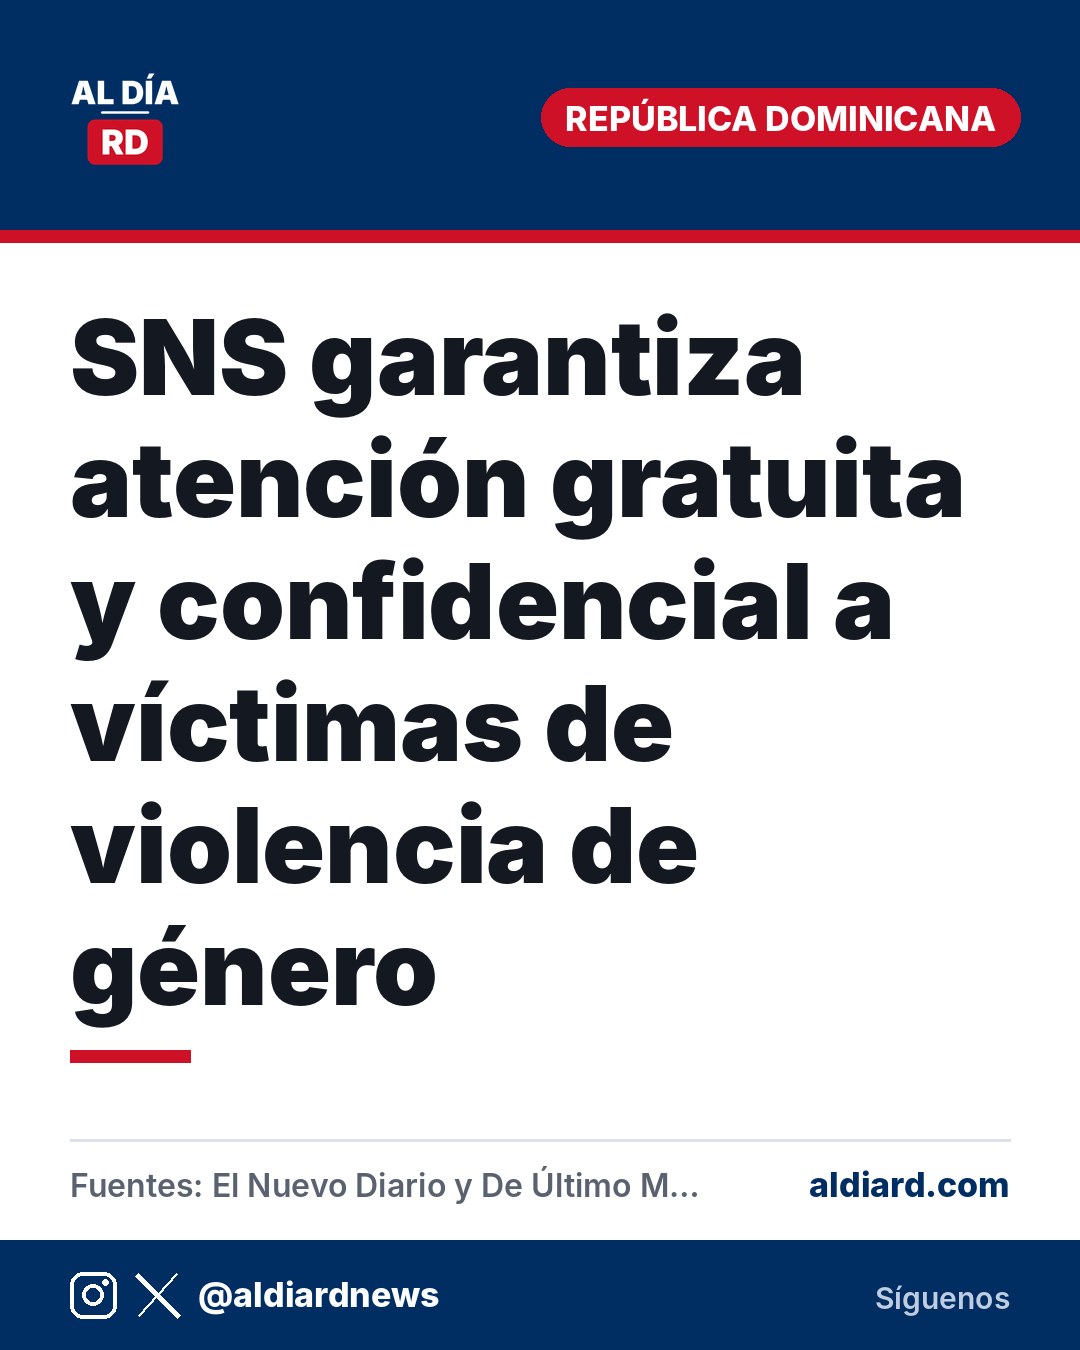 AL DÍA
RD
REPÚBLICA DOMINICANA
SNS garantiza
atención gratuita
y confidencial a
víctimas de
violencia de
género
Fuentes: El Nuevo Diario y De Último M...
aldiard.com
@aldiardnews
Síguenos